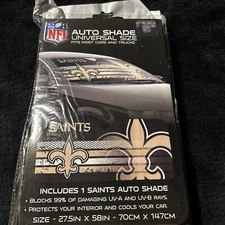 NFL
AUTO SHADE
UNIVERSAL SIZE
FITS MOST CARS AND TRUCKS
SAINTS
SAINTS
INCLUDES 1 SAINTS AUTO SHADE
• BLOCKS 99% OF DAMAGING UV-A AND UV-B RAYS.
• PROTECTS YOUR INTERIOR AND COOLS YOUR CAR.
SIZE - 27.5IN X 58IN - 70CM X 147CM